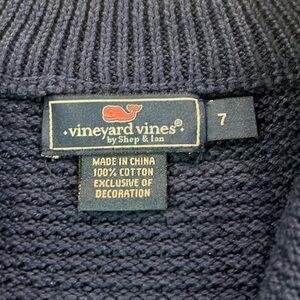 ·vineyard vines®
by Shep & Ian
7
MADE IN CHINA
100% COTTON
EXCLUSIVE OF
DECORATION